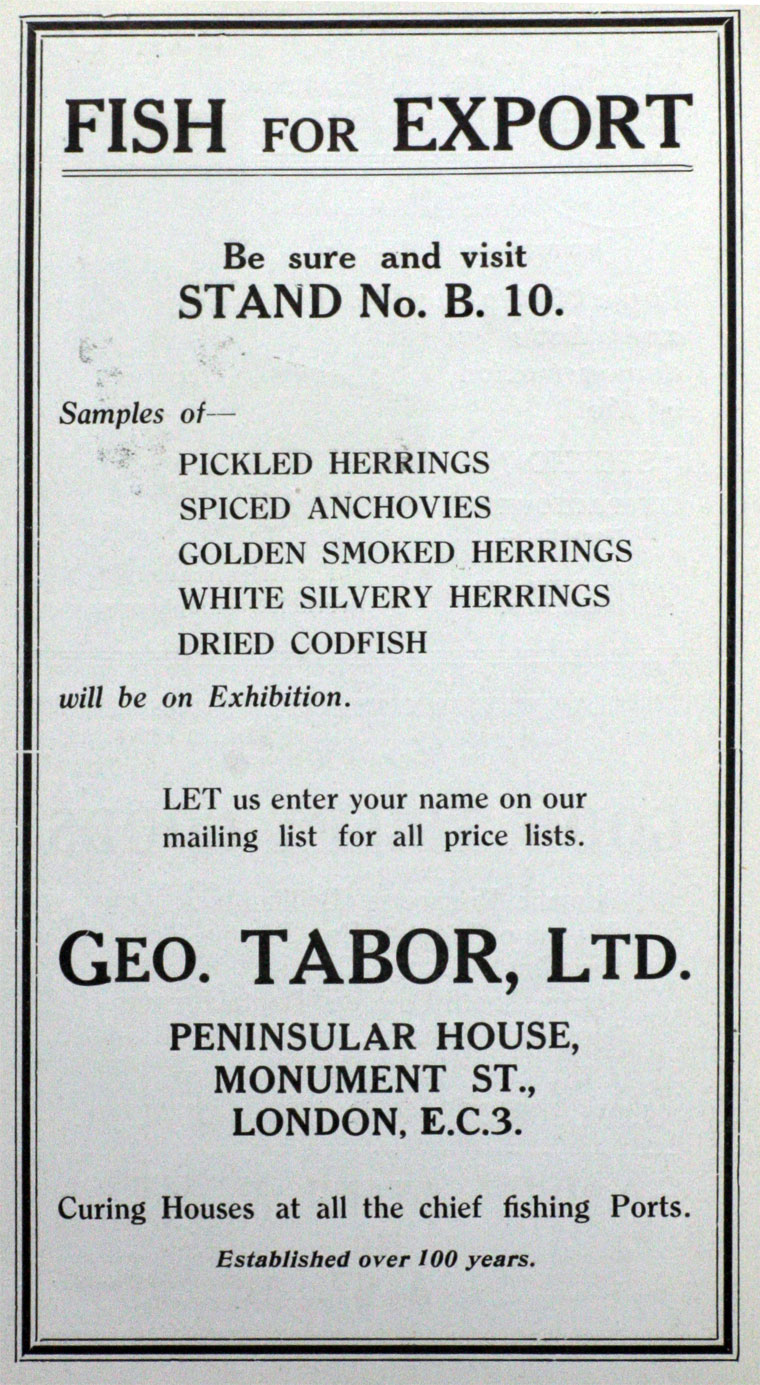 FISH FOR EXPORT
Be sure and visit
STAND No. B. 10.
Samples of—
PICKLED HERRINGS
SPICED ANCHOVIES
GOLDEN SMOKED HERRINGS
WHITE SILVERY HERRINGS
DRIED CODFISH
will be on Exhibition.
LET us enter your name on our
mailing list for all price lists.
GEO. TABOR, LTD.
PENINSULAR HOUSE,
MONUMENT ST.,
LONDON, E.C.3.
Curing Houses at all the chief fishing Ports.
Established over 100 years.